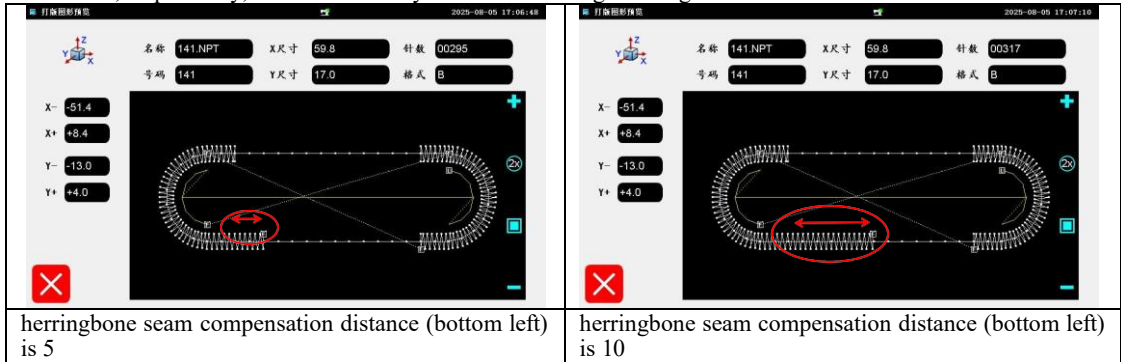 打版图形预览 2025-08-05 17:06:48
名称 141.NPT X尺寸 59.8 针数 00295
号码 141 Y尺寸 17.0 格式 B
X- -51.4
X+ +8.4
Y- -13.0
Y+ +4.0
Z
Y
X
2X
打版图形预览 2025-08-05 17:07:10
名称 141.NPT X尺寸 59.8 针数 00317
号码 141 Y尺寸 17.0 格式 B
X- -51.4
X+ +8.4
Y- -13.0
Y+ +4.0
Z
Y
X
2X
herringbone seam compensation distance (bottom left)
is 5
herringbone seam compensation distance (bottom left)
is 10